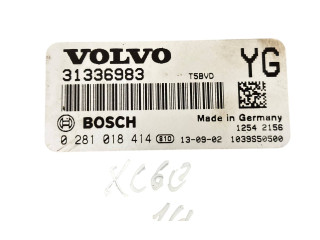 VOLVO YG
31336983 T5BVD
Made in Germany
BOSCH 1254 2156
0 281 018 414 S10 13-09-02 1039S50500
XC60